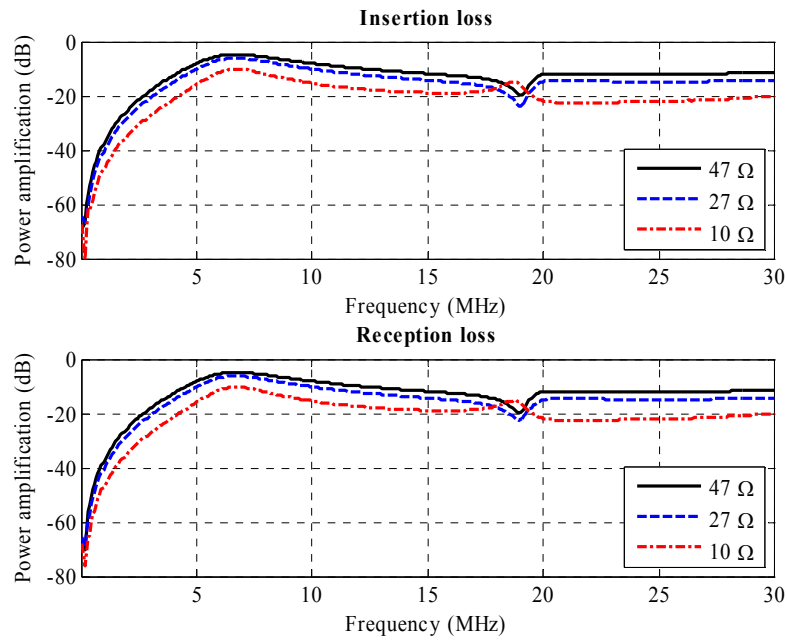 Insertion loss
Power amplification (dB)
0
-20
-40
-60
-80
5
10
15
20
25
30
Frequency (MHz)
47 Ω
27 Ω
10 Ω
Reception loss
Power amplification (dB)
0
-20
-40
-60
-80
5
10
15
20
25
30
Frequency (MHz)
47 Ω
27 Ω
10 Ω